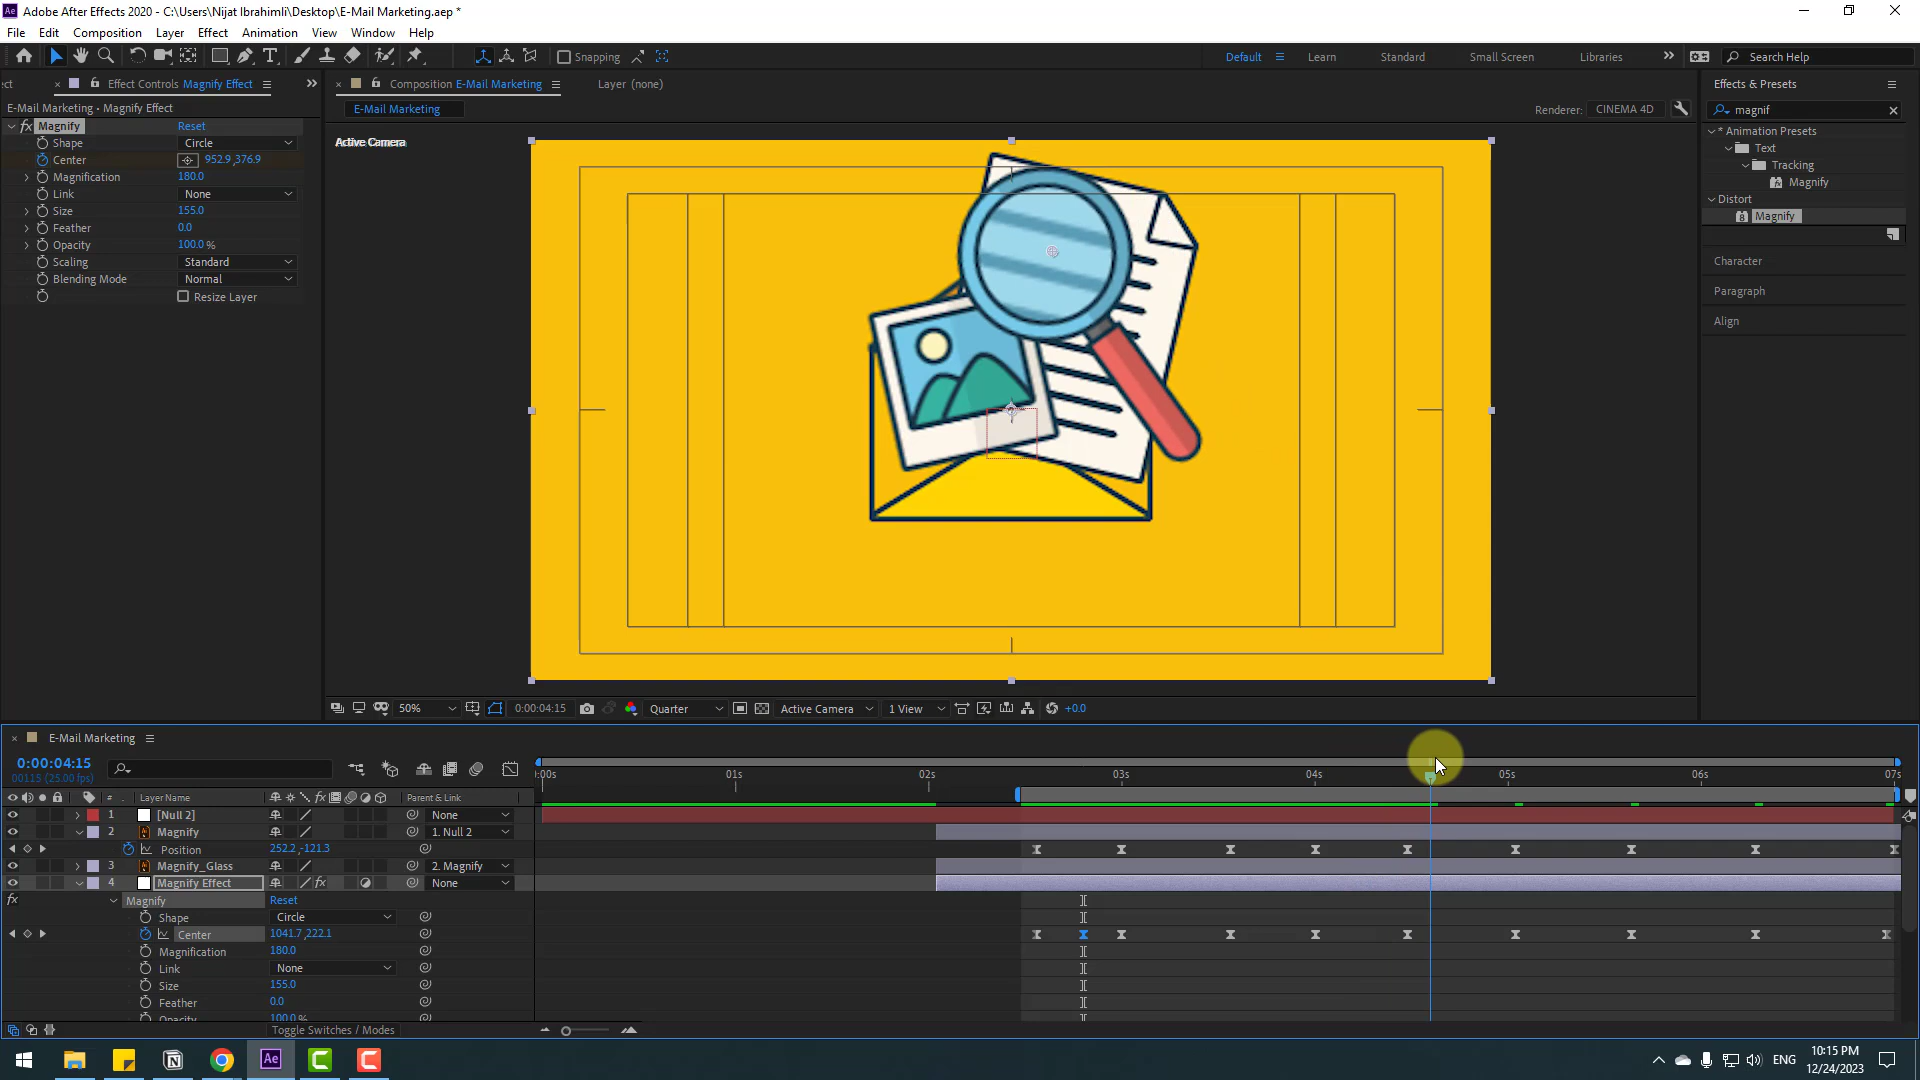 Adobe After Effects 2020 - C:\Users\Nijat Ibrahimli\Desktop\E-Mail Marketing.aep *
File Edit Composition Layer Effect Animation View Window Help
Snapping
Default Learn Standard Small Screen Libraries Search Help
Effect Controls Magnify Effect
Composition E-Mail Marketing
Layer (none)
Effects & Presets
E-Mail Marketing • Magnify Effect
E-Mail Marketing
Renderer: CINEMA 4D
magnif
fx Magnify Reset
Active Camera
* Animation Presets
Shape Circle
Text
Center 952.9 ,376.9
Tracking
Magnification 180.0
Magnify
Link None
Distort
Size 155.0
Magnify
Feather 0.0
Opacity 100.0 %
Scaling Standard
Character
Blending Mode Normal
Paragraph
Resize Layer
Align
50% 0:00:04:15 Quarter Active Camera 1 View +0.0
E-Mail Marketing
0:00:04:15
00115 (25.00 fps)
:00s 01s 02s 03s 04s 05s 06s 07s
# Layer Name Parent & Link
1 [Null 2] None
2 Magnify 1. Null 2
Position 252.2 ,-121.3
3 Magnify_Glass 2. Magnify
4 Magnify Effect fx None
fx Magnify Reset
Shape Circle
Center 1041.7 ,222.1
Magnification 180.0
Link None
Size 155.0
Feather 0.0
Opacity 100.0 %
Toggle Switches / Modes
Ae
ENG
10:15 PM
12/24/2023